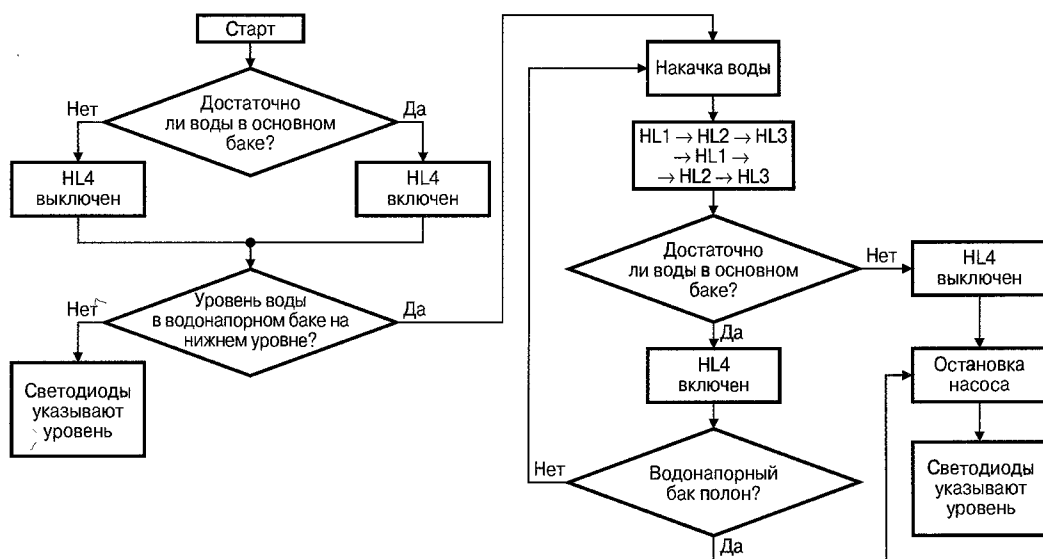 Старт
Достаточно
ли воды в основном
баке?
Нет
Да
HL4
выключен
HL4
включен
Уровень воды
в водонапорном баке на
нижнем уровне?
Нет
Да
Светодиоды
указывают
уровень
Накачка воды
HL1 → HL2 → HL3
→ HL1 →
→ HL2 → HL3
Достаточно
ли воды в основном
баке?
Нет
HL4
выключен
Да
HL4
включен
Остановка
насоса
Водонапорный
бак полон?
Нет
Светодиоды
указывают
уровень
Да